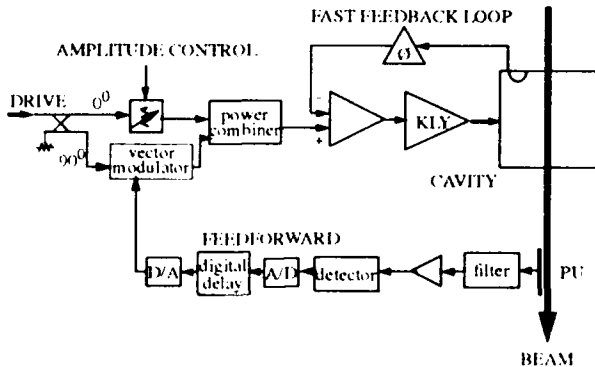 FAST FEEDBACK LOOP
AMPLITUDE CONTROL
Ø
DRIVE
0⁰
-
power
combiner
+
KLY
90⁰
vector
modulator
CAVITY
FEEDFORWARD
D/A
digital
delay
A/D
detector
filter
PU
BEAM